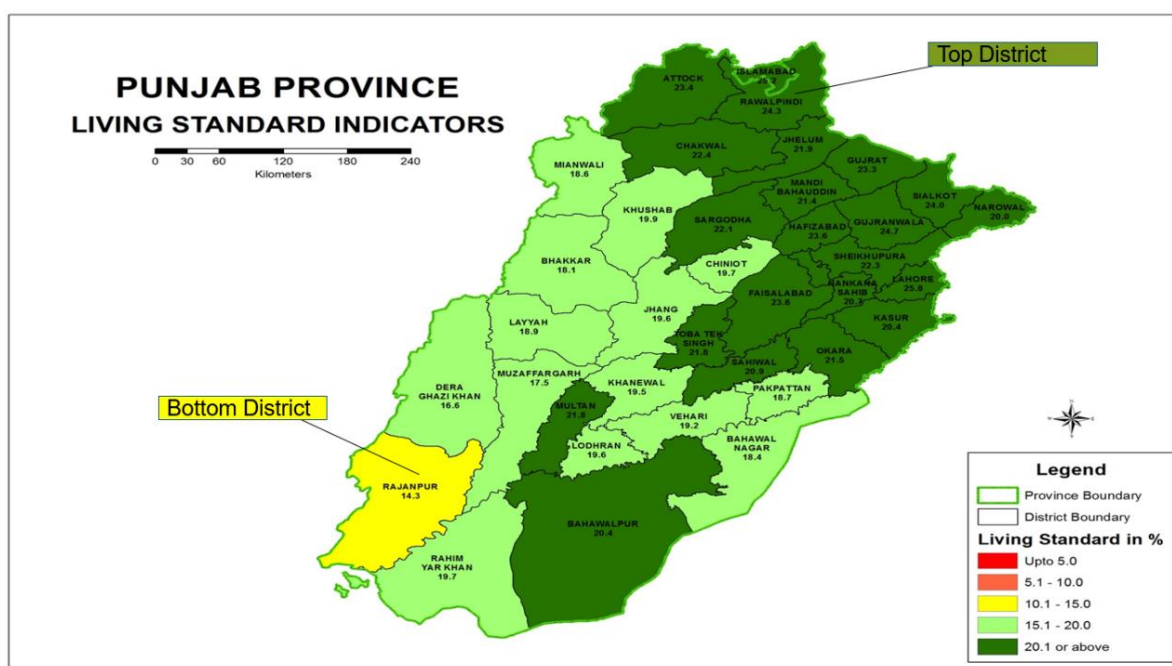 PUNJAB PROVINCE
LIVING STANDARD INDICATORS
0 30 60 120 180 240
Kilometers
Top District
Bottom District
ISLAMABAD
ATTOCK
23.4
RAWALPINDI
24.3
CHAKWAL
22.4
JHELUM
21.9
GUJRAT
23.3
MIANWALI
18.6
MANDI
BAHAUDDIN
21.4
SIALKOT
24.0
NAROWAL
KHUSHAB
19.9
SARGODHA
22.1
HAFIZABAD
23.6
GUJRANWALA
24.7
BHAKKAR
18.1
CHINIOT
19.7
SHEIKHUPURA
22.3
LAHORE
FAISALABAD
23.6
NANKANA
SAHIB
JHANG
19.6
KASUR
20.4
LAYYAH
18.9
TOBA TEK
SINGH
21.8
OKARA
21.5
SAHIWAL
20.9
MUZAFFARGARH
17.5
KHANEWAL
19.5
PAKPATTAN
18.7
DERA
GHAZI KHAN
16.6
MULTAN
21.8
VEHARI
19.2
LODHRAN
19.6
BAHAWAL
NAGAR
18.4
RAJANPUR
14.3
BAHAWALPUR
20.4
RAHIM
YAR KHAN
19.7
Legend
Province Boundary
District Boundary
Living Standard in %
Upto 5.0
5.1 - 10.0
10.1 - 15.0
15.1 - 20.0
20.1 or above